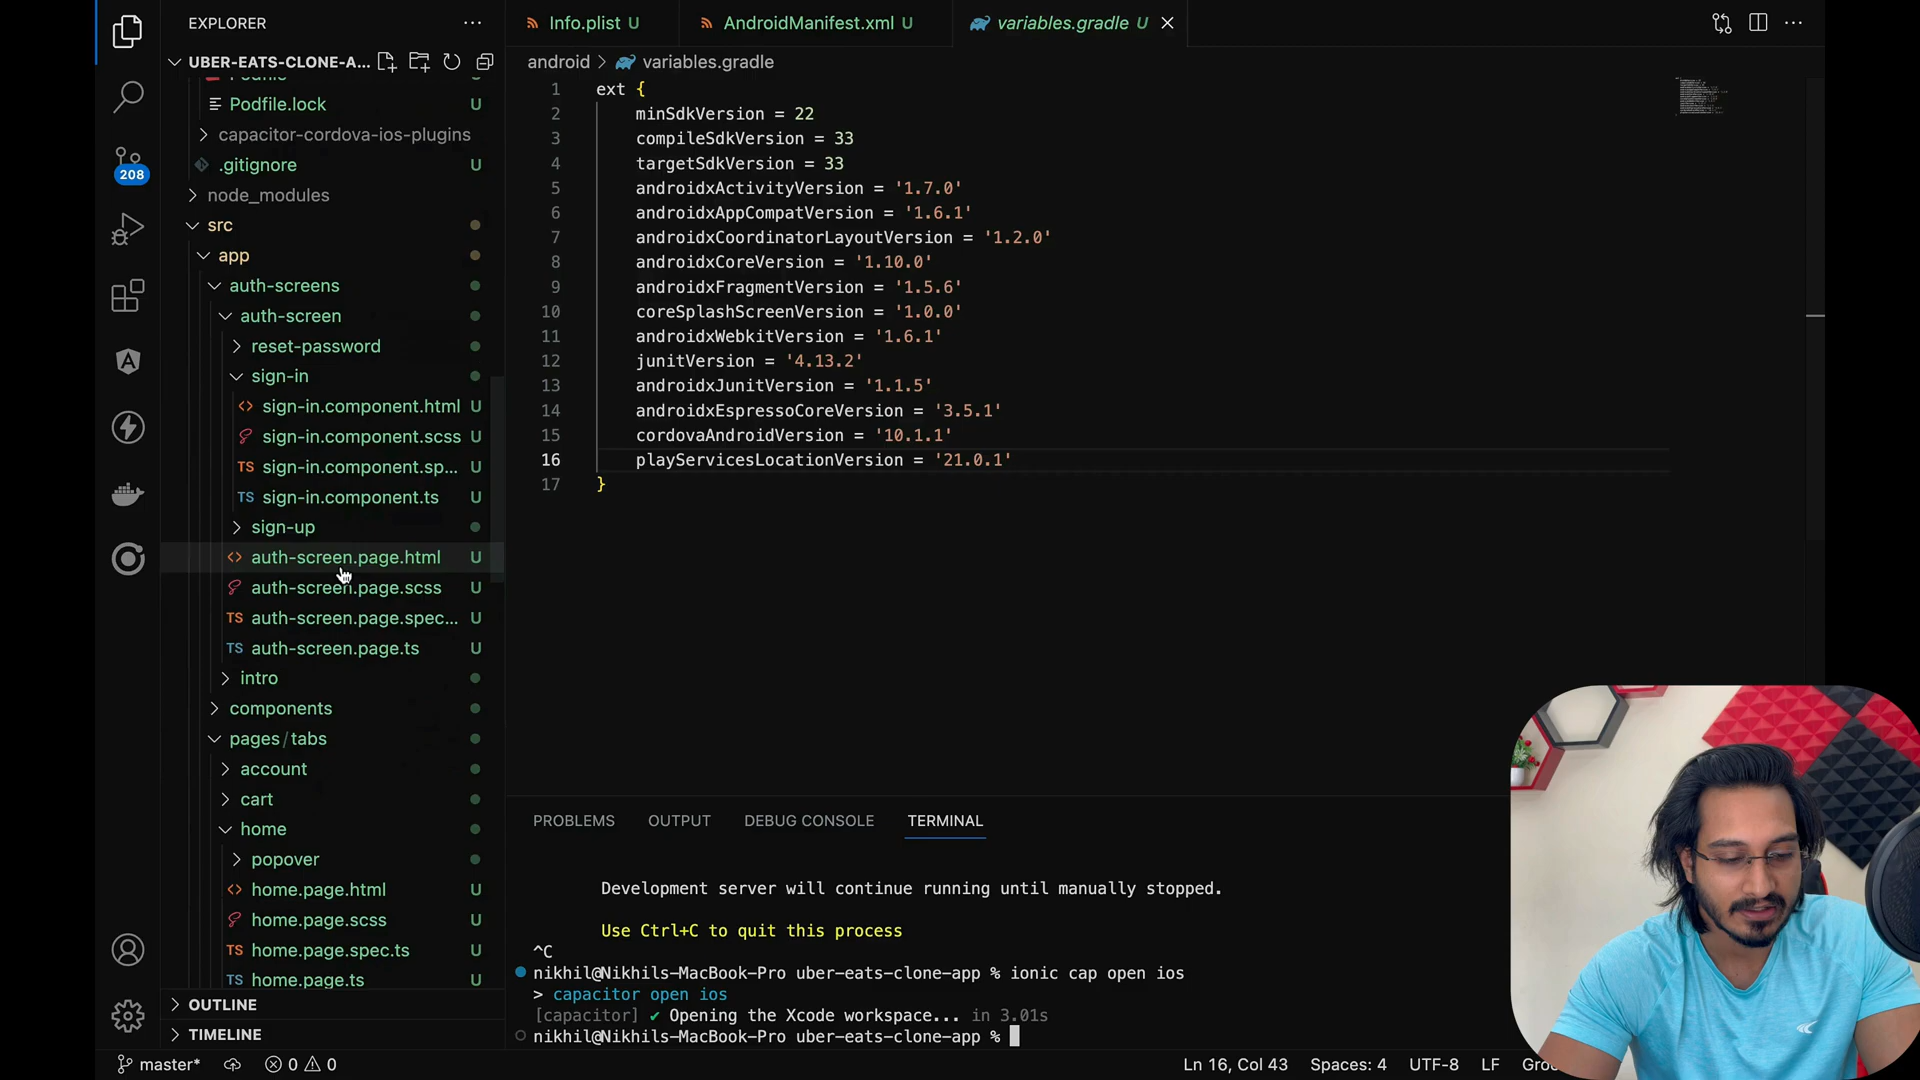 EXPLORER
UBER-EATS-CLONE-A...
Podfile
Podfile.lock U
capacitor-cordova-ios-plugins
.gitignore U
node_modules
src
app
auth-screens
auth-screen
reset-password
sign-in
sign-in.component.html U
sign-in.component.scss U
TS sign-in.component.sp... U
TS sign-in.component.ts U
sign-up
auth-screen.page.html U
auth-screen.page.scss U
TS auth-screen.page.spec... U
TS auth-screen.page.ts U
intro
components
pages/tabs
account
cart
home
popover
home.page.html U
home.page.scss U
TS home.page.spec.ts U
TS home.page.ts U
OUTLINE
TIMELINE
208
Info.plist U
AndroidManifest.xml U
variables.gradle U
android > variables.gradle
1 ext {
2 minSdkVersion = 22
3 compileSdkVersion = 33
4 targetSdkVersion = 33
5 androidxActivityVersion = '1.7.0'
6 androidxAppCompatVersion = '1.6.1'
7 androidxCoordinatorLayoutVersion = '1.2.0'
8 androidxCoreVersion = '1.10.0'
9 androidxFragmentVersion = '1.5.6'
10 coreSplashScreenVersion = '1.0.0'
11 androidxWebkitVersion = '1.6.1'
12 junitVersion = '4.13.2'
13 androidxJunitVersion = '1.1.5'
14 androidxEspressoCoreVersion = '3.5.1'
15 cordovaAndroidVersion = '10.1.1'
16 playServicesLocationVersion = '21.0.1'
17 }
PROBLEMS OUTPUT DEBUG CONSOLE TERMINAL
Development server will continue running until manually stopped.
Use Ctrl+C to quit this process
^C
nikhil@Nikhils-MacBook-Pro uber-eats-clone-app % ionic cap open ios
> capacitor open ios
[capacitor] ✔ Opening the Xcode workspace... in 3.01s
nikhil@Nikhils-MacBook-Pro uber-eats-clone-app %
master* 0 0 Ln 16, Col 43 Spaces: 4 UTF-8 LF